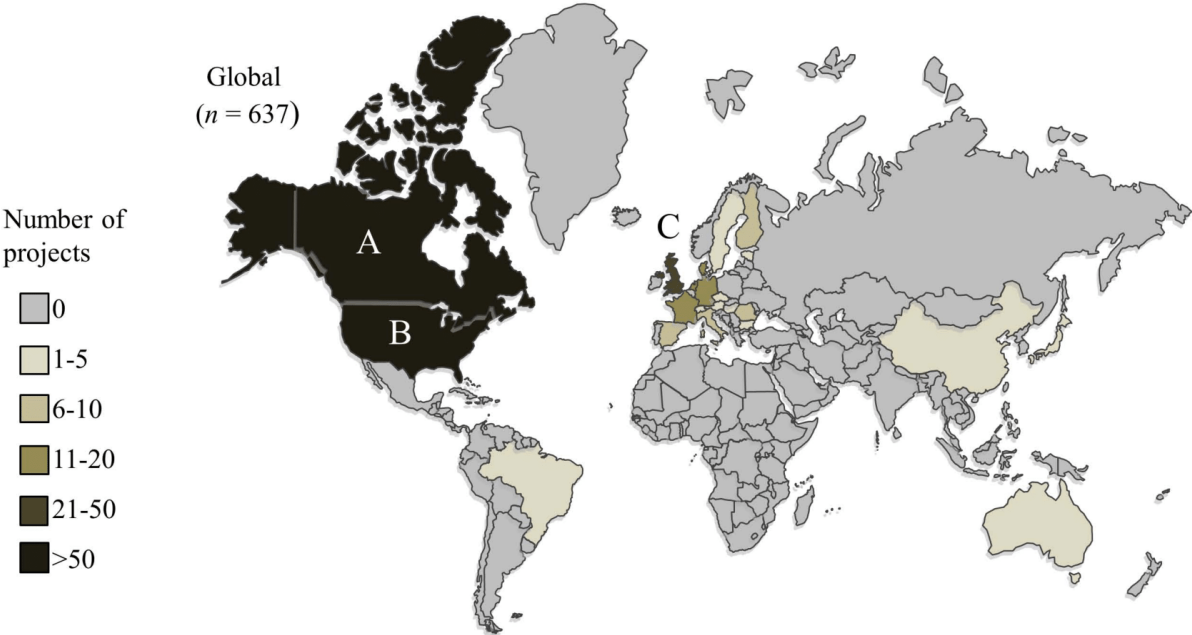 Global
(n = 637)
Number of
projects
0
1-5
6-10
11-20
21-50
>50
A
B
C